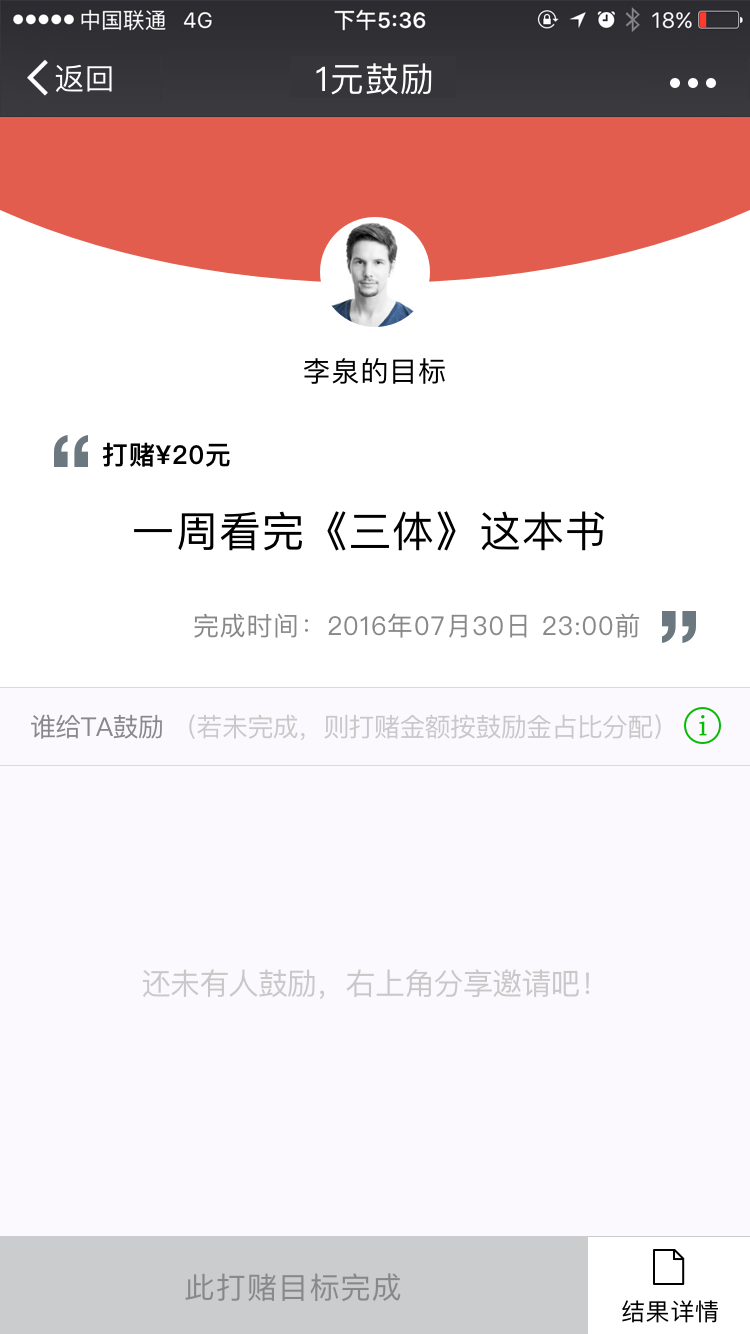 中国联通 4G 下午5:36 18%
返回 1元鼓励
李泉的目标
打赌¥20元
一周看完《三体》这本书
完成时间：2016年07月30日 23:00前
谁给TA鼓励（若未完成，则打赌金额按鼓励金占比分配） i
还未有人鼓励，右上角分享邀请吧！
此打赌目标完成
结果详情